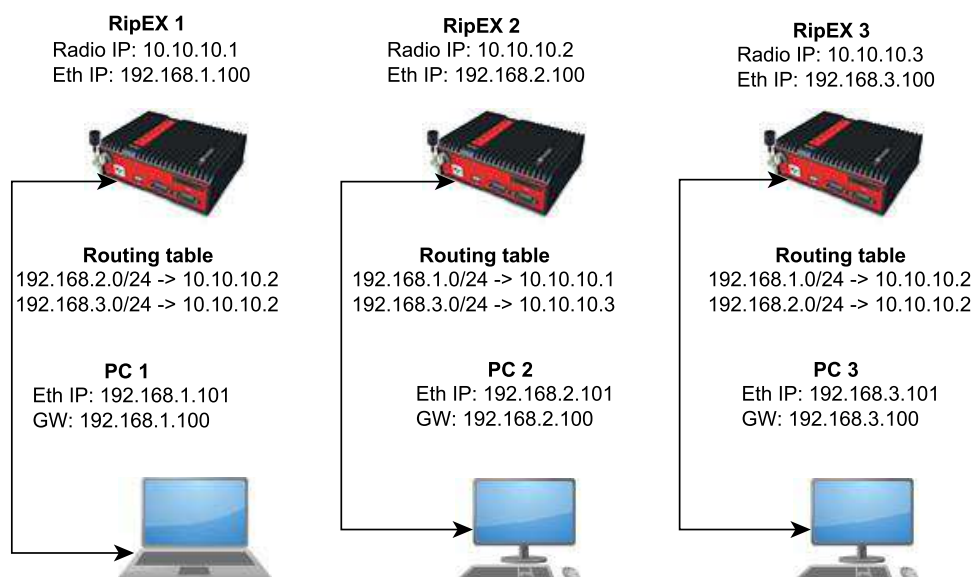 RipEX 1
Radio IP: 10.10.10.1
Eth IP: 192.168.1.100
RipEX 2
Radio IP: 10.10.10.2
Eth IP: 192.168.2.100
RipEX 3
Radio IP: 10.10.10.3
Eth IP: 192.168.3.100
Routing table
192.168.2.0/24 -> 10.10.10.2
192.168.3.0/24 -> 10.10.10.2
Routing table
192.168.1.0/24 -> 10.10.10.1
192.168.3.0/24 -> 10.10.10.3
Routing table
192.168.1.0/24 -> 10.10.10.2
192.168.2.0/24 -> 10.10.10.2
PC 1
Eth IP: 192.168.1.101
GW: 192.168.1.100
PC 2
Eth IP: 192.168.2.101
GW: 192.168.2.100
PC 3
Eth IP: 192.168.3.101
GW: 192.168.3.100